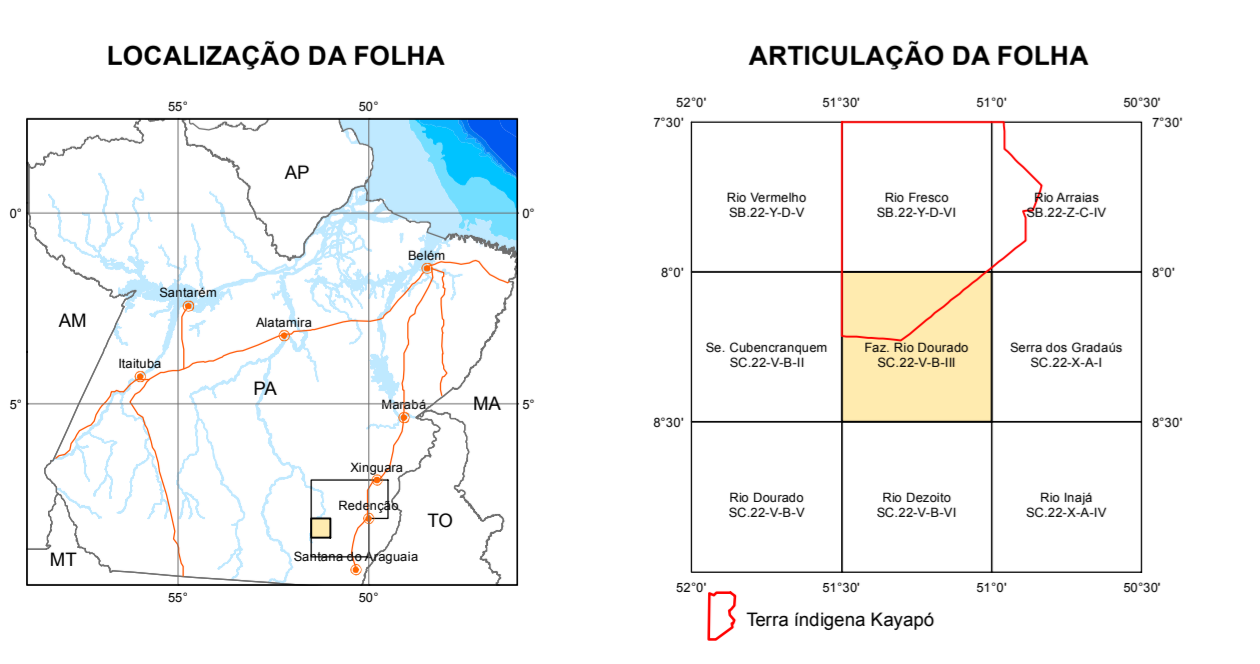 LOCALIZAÇÃO DA FOLHA
55°
50°
AP
0°
0°
Belém
Santarém
AM
Alatamira
Itaituba
PA
Marabá
MA
5°
5°
Xinguara
Redenção
TO
Santana do Araguaia
MT
55°
50°
ARTICULAÇÃO DA FOLHA
52°0'
51°30'
51°0'
50°30'
7°30'
7°30'
Rio Vermelho
SB.22-Y-D-V
Rio Fresco
SB.22-Y-D-VI
Rio Arraias
SB.22-Z-C-IV
8°0'
8°0'
Se. Cubencranquem
SC.22-V-B-II
Faz. Rio Dourado
SC.22-V-B-III
Serra dos Gradaús
SC.22-X-A-I
8°30'
8°30'
Rio Dourado
SC.22-V-B-V
Rio Dezoito
SC.22-V-B-VI
Rio Inajá
SC.22-X-A-IV
52°0'
51°30'
51°0'
50°30'
Terra índigena Kayapó